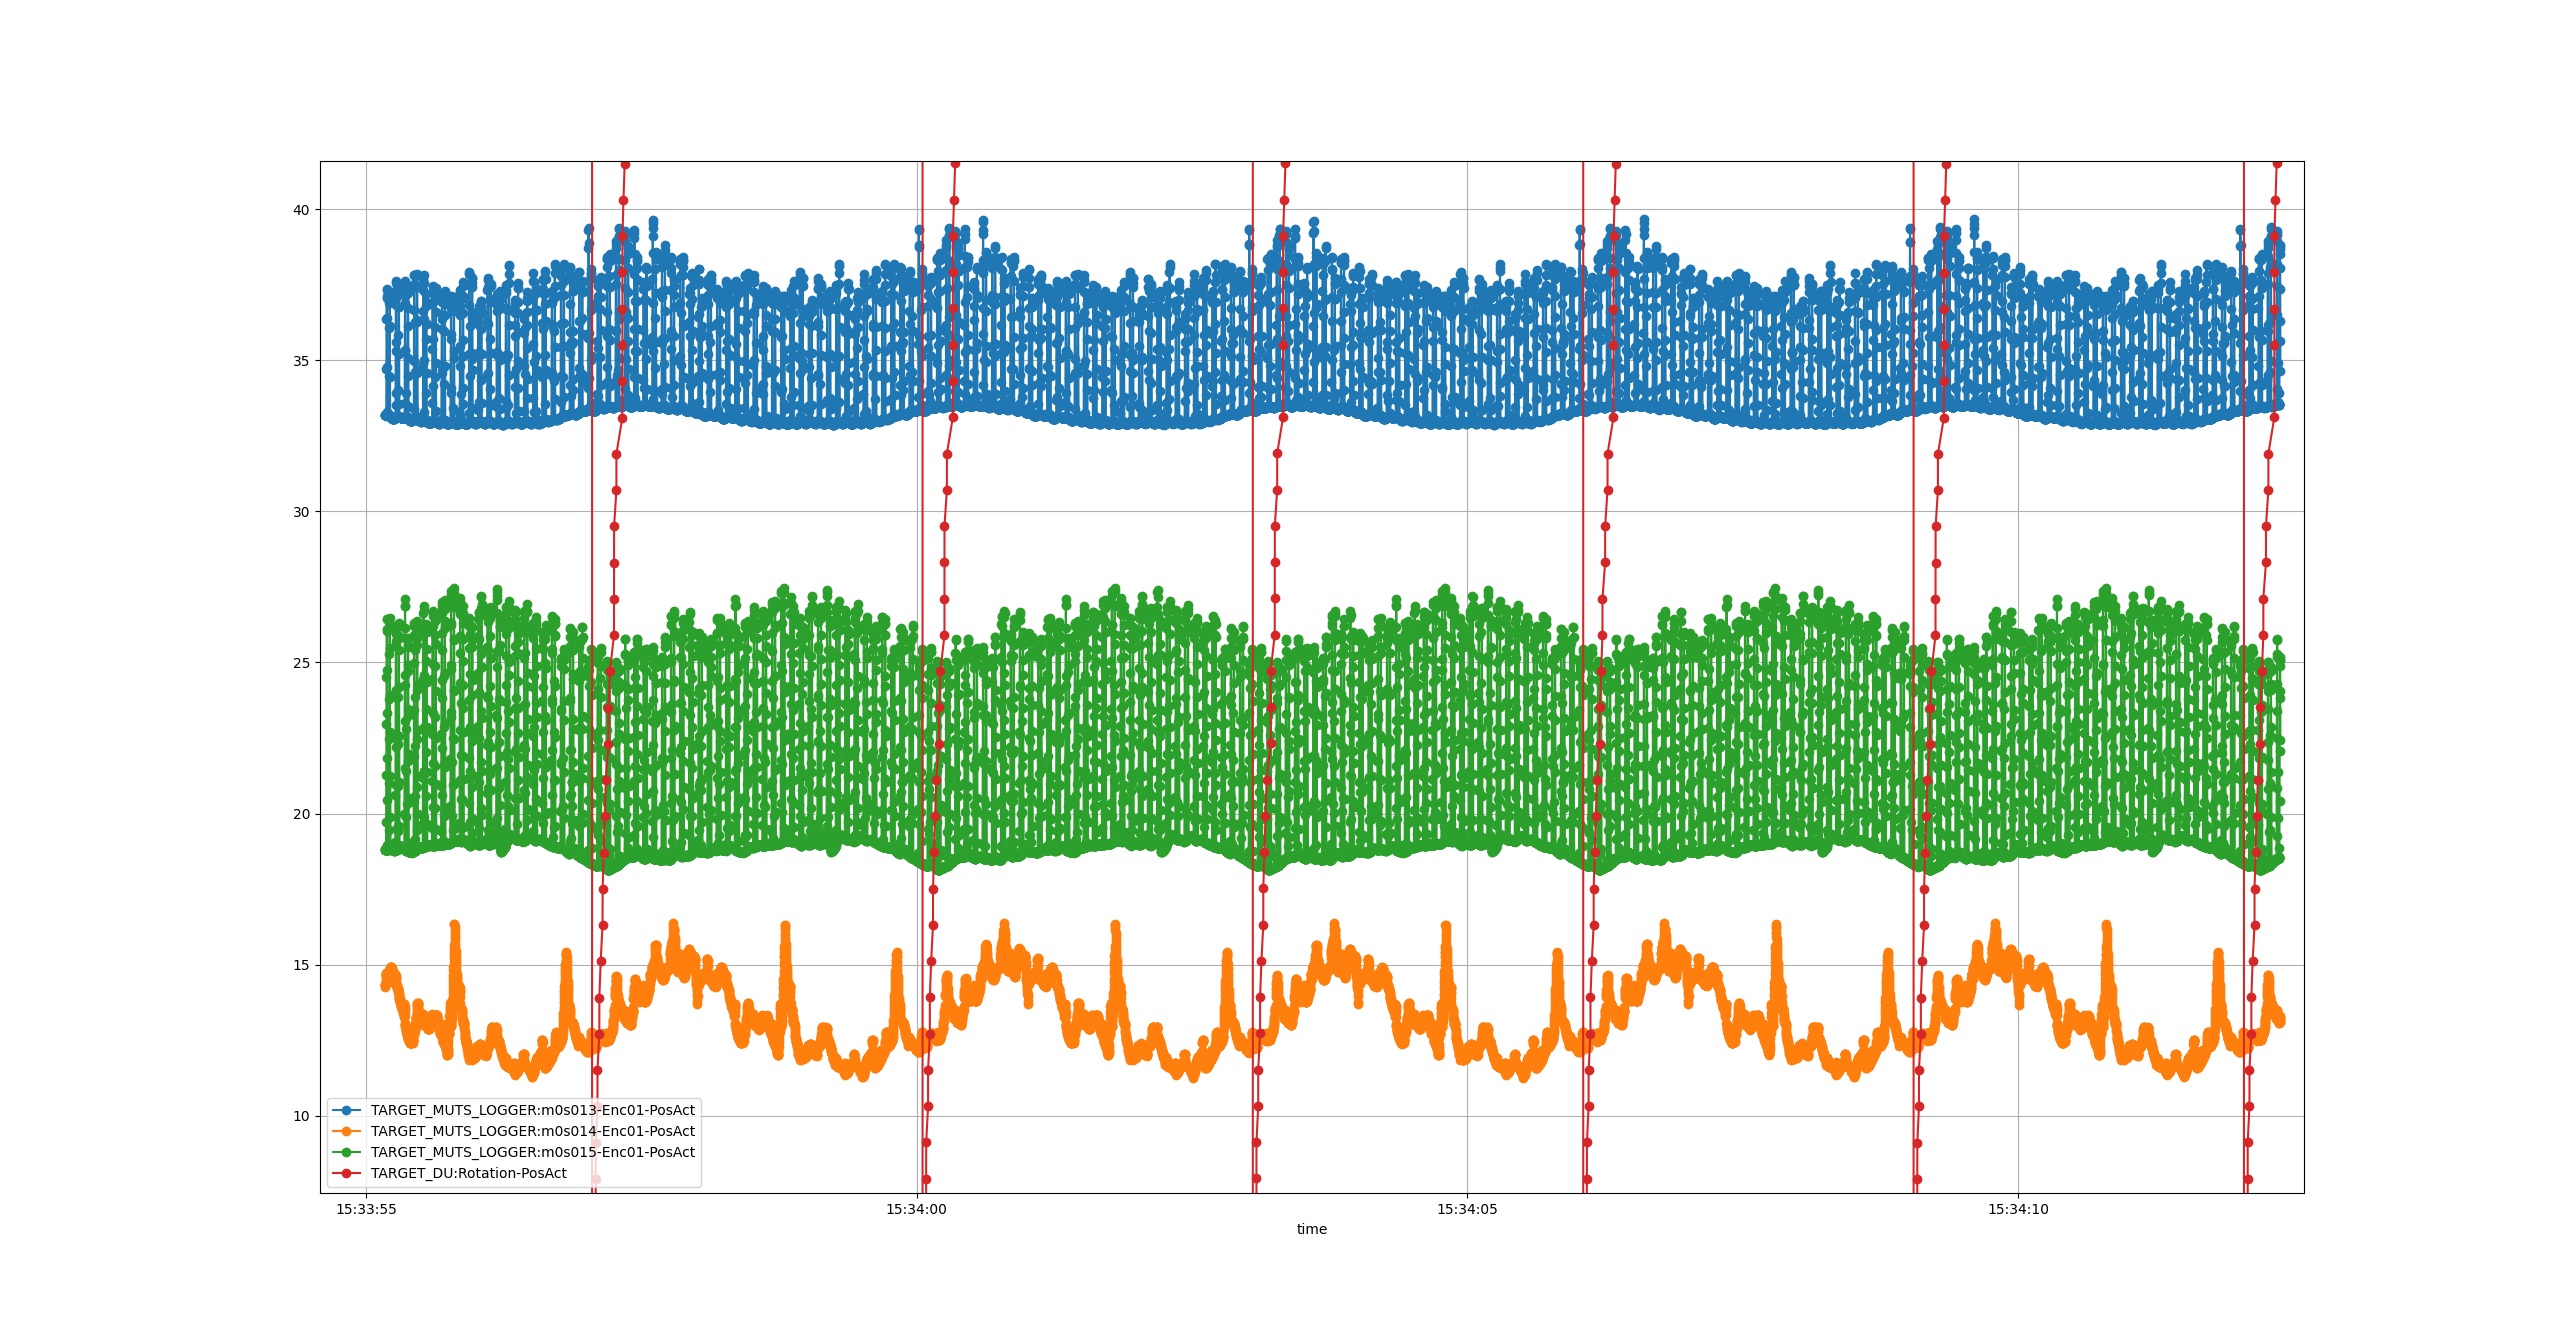 40
35
30
25
20
15
10
TARGET_MUTS_LOGGER:m0s013-Enc01-PosAct
TARGET_MUTS_LOGGER:m0s014-Enc01-PosAct
TARGET_MUTS_LOGGER:m0s015-Enc01-PosAct
TARGET_DU:Rotation-PosAct
15:33:55 15:34:00 15:34:05 15:34:10
time